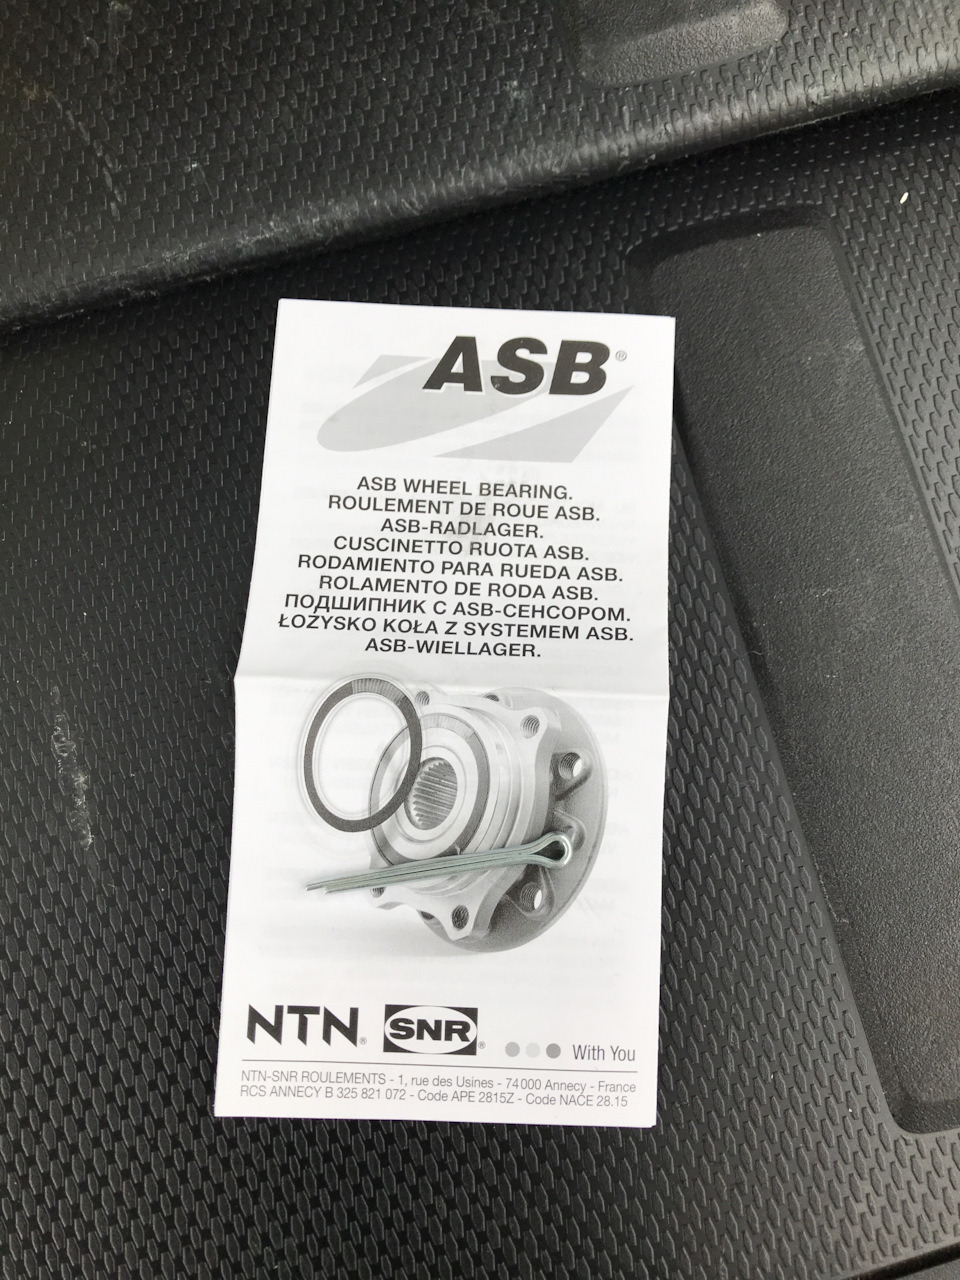 ASB®
ASB WHEEL BEARING.
ROULEMENT DE ROUE ASB.
ASB-RADLAGER.
CUSCINETTO RUOTA ASB.
RODAMIENTO PARA RUEDA ASB.
ROLAMENTO DE RODA ASB.
ПОДШИПНИК С ASB-СЕНСОРОМ.
ŁOZYSKO KOŁA Z SYSTEMEM ASB.
ASB-WIELLAGER.
NTN® SNR® With You
NTN-SNR ROULEMENTS - 1, rue des Usines - 74000 Annecy - France
RCS ANNECY B 325 821 072 - Code APE 2815Z - Code NACE 28.15